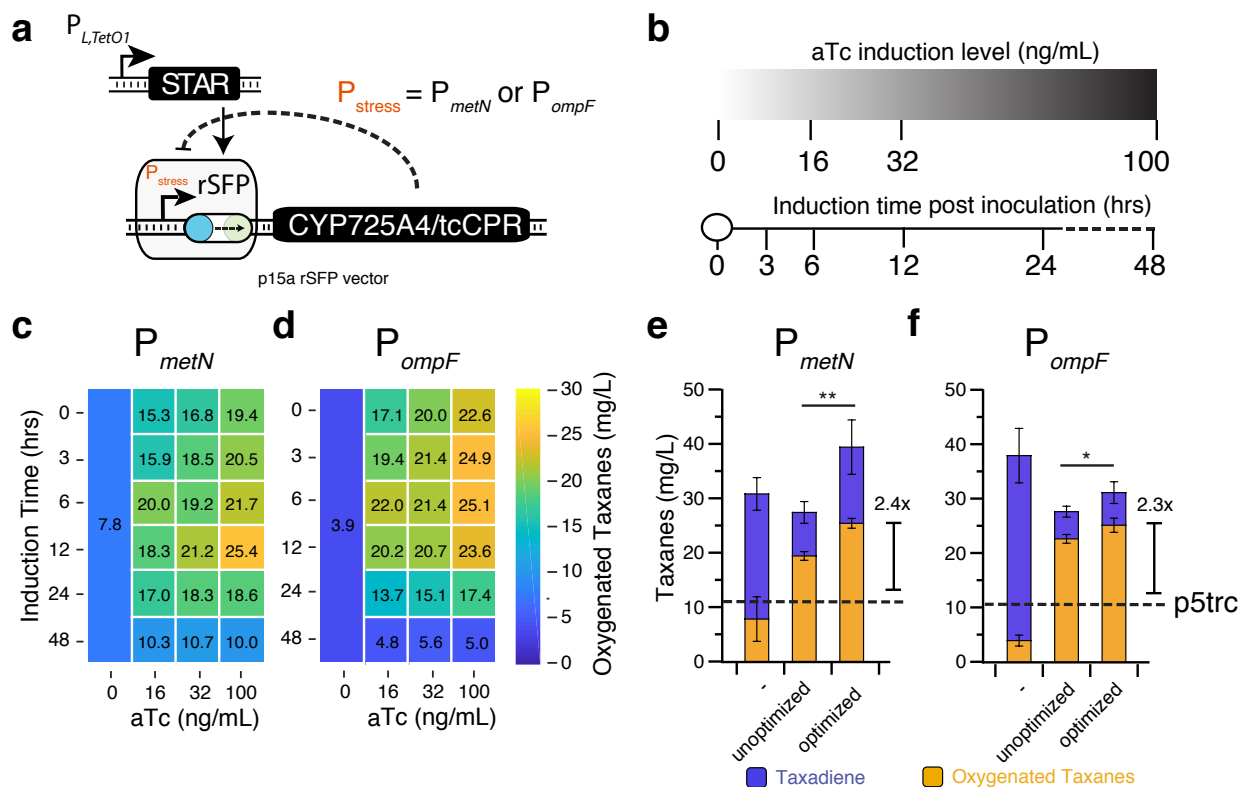 a
P L,TetO1
STAR
P stress = P metN or P ompF
P stress
rSFP
CYP725A4/tcCPR
p15a rSFP vector
b
aTc induction level (ng/mL)
0 16 32 100
Induction time post inoculation (hrs)
0 3 6 12 24 48
c
P metN
Induction Time (hrs)
0
3
6
12
24
48
7.8
15.3 16.8 19.4
15.9 18.5 20.5
20.0 19.2 21.7
18.3 21.2 25.4
17.0 18.3 18.6
10.3 10.7 10.0
0 16 32 100
aTc (ng/mL)
d
P ompF
0
3
6
12
24
48
3.9
17.1 20.0 22.6
19.4 21.4 24.9
22.0 21.4 25.1
20.2 20.7 23.6
13.7 15.1 17.4
4.8 5.6 5.0
0 16 32 100
aTc (ng/mL)
30
25
20
15
10
5
0
Oxygenated Taxanes (mg/L)
e
P metN
Taxanes (mg/L)
50
40
30
20
10
0
**
2.4x
-
unoptimized
optimized
f
P ompF
50
40
30
20
10
0
*
2.3x
p5trc
-
unoptimized
optimized
Taxadiene
Oxygenated Taxanes